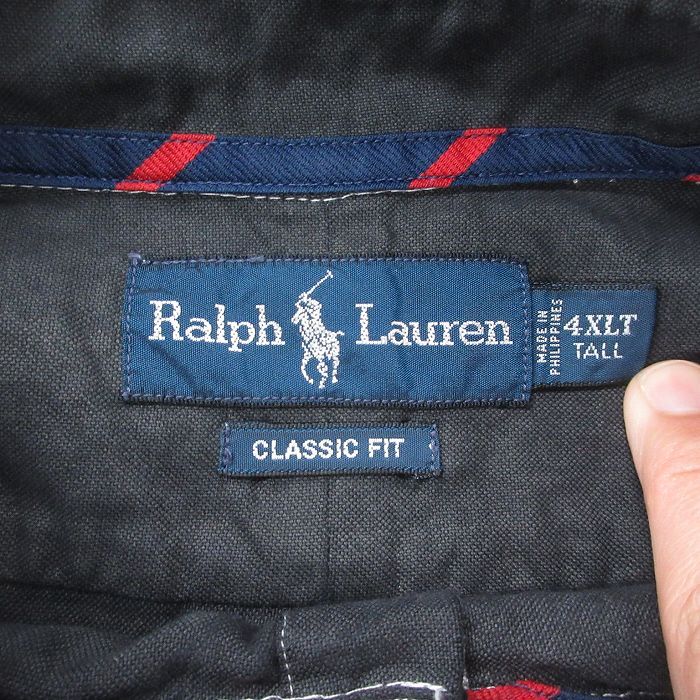 Ralph Lauren
MADE IN
PHILIPPINES
4XLT
TALL
CLASSIC FIT